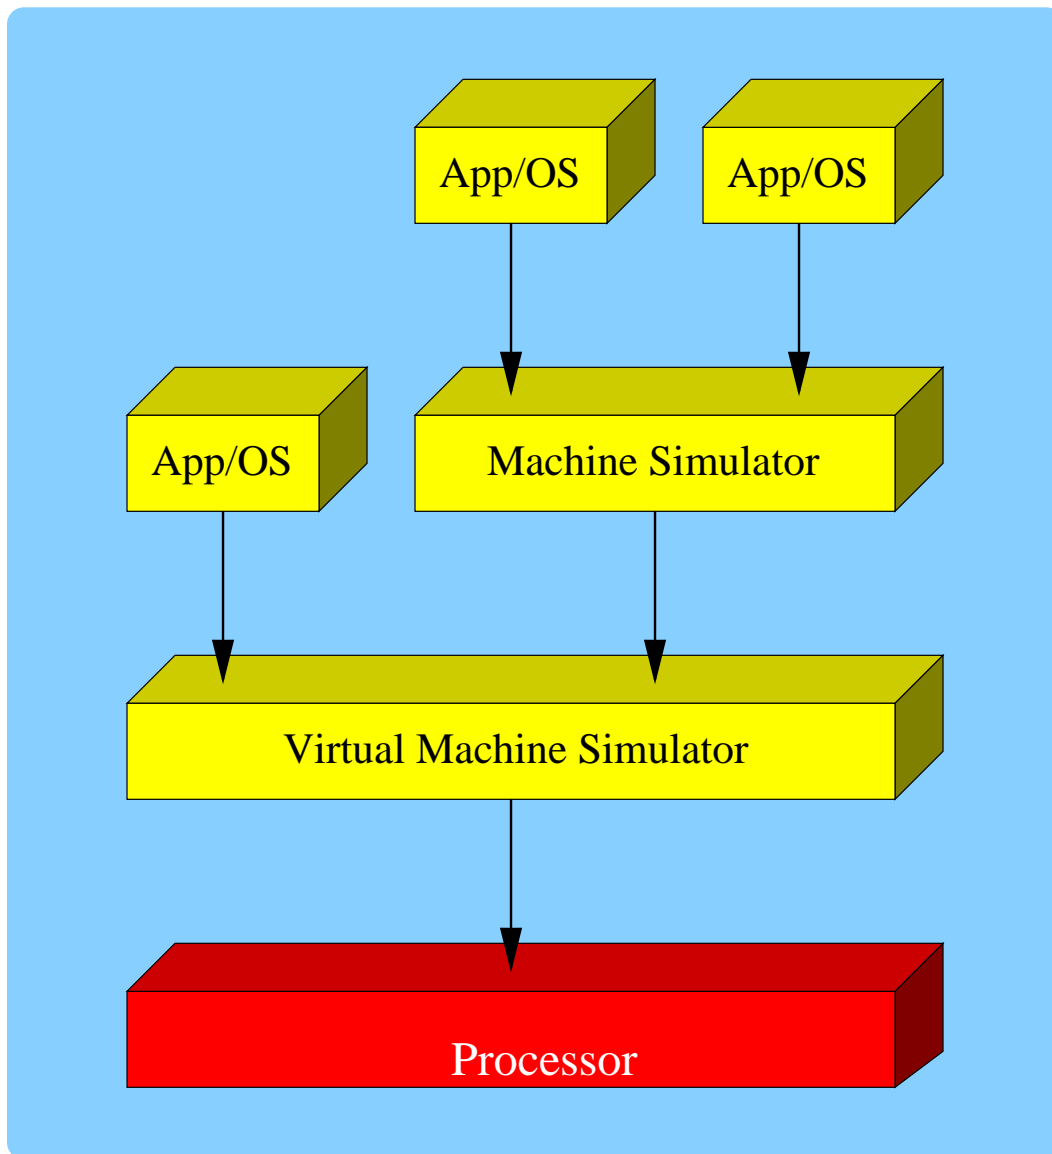 App/OS
App/OS
App/OS
Machine Simulator
Virtual Machine Simulator
Processor